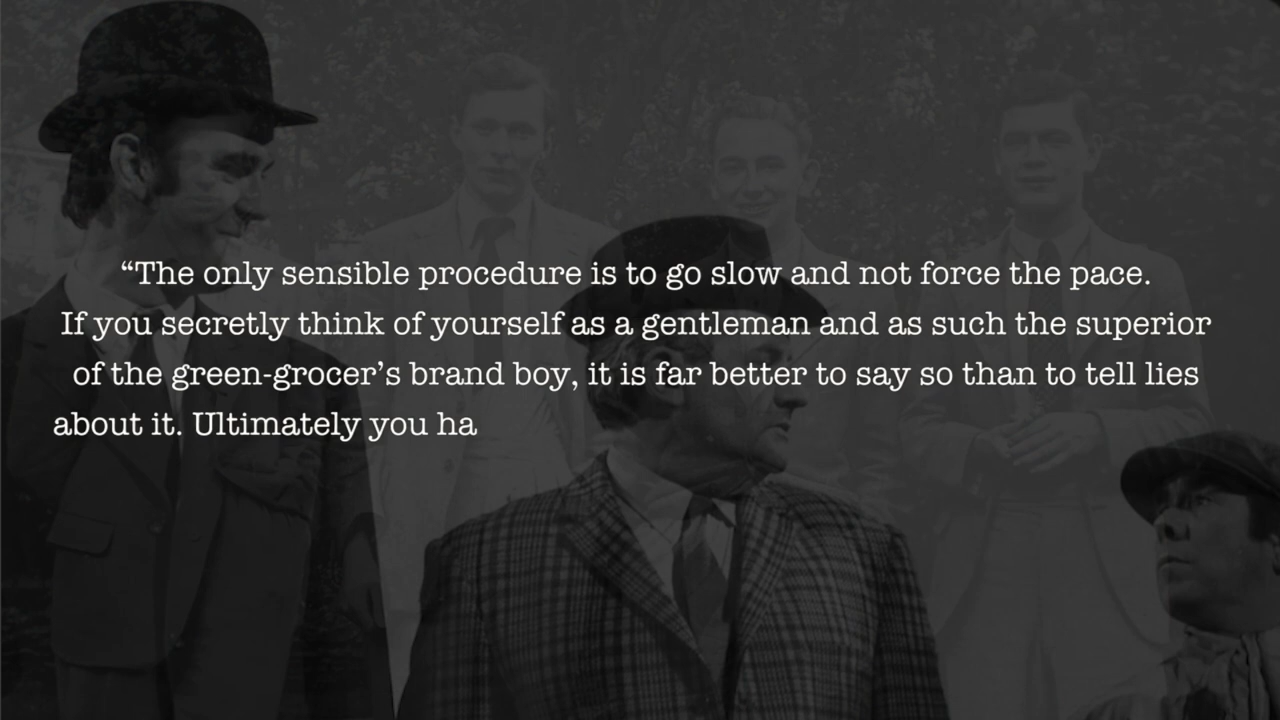 “The only sensible procedure is to go slow and not force the pace.
If you secretly think of yourself as a gentleman and as such the superior
of the green-grocer’s brand boy, it is far better to say so than to tell lies
about it. Ultimately you ha